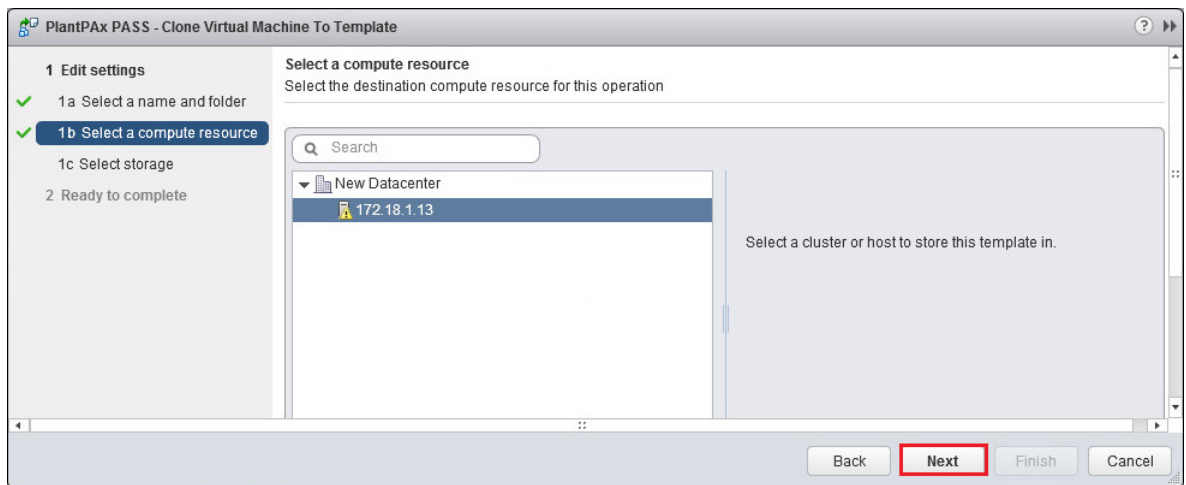 PlantPAx PASS - Clone Virtual Machine To Template
1 Edit settings
1a Select a name and folder
1b Select a compute resource
1c Select storage
2 Ready to complete
Select a compute resource
Select the destination compute resource for this operation
Search
New Datacenter
172.18.1.13
Select a cluster or host to store this template in.
Back Next Finish Cancel